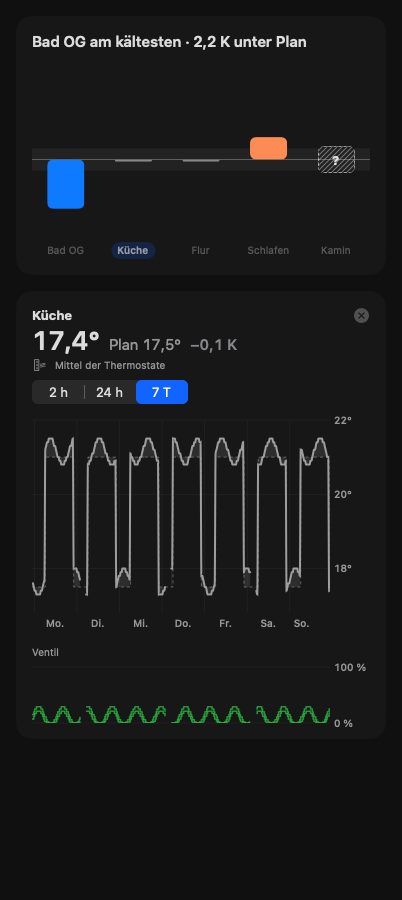 Bad OG am kältesten · 2,2 K unter Plan
?
Bad OG Küche Flur Schlafen Kamin
Küche
17,4° Plan 17,5° −0,1 K
Mittel der Thermostate
2 h 24 h 7 T
22°
20°
18°
Mo. Di. Mi. Do. Fr. Sa. So.
Ventil
100 %
0 %